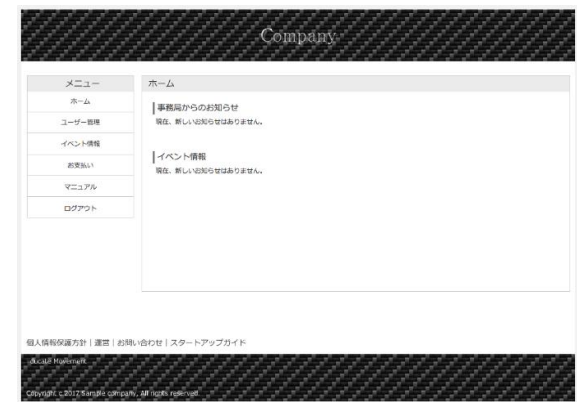 Company
メニュー
ホーム
ユーザー管理
イベント情報
お支払い
マニュアル
ログアウト
ホーム
事務局からのお知らせ
現在、新しいお知らせはありません。
イベント情報
現在、新しいお知らせはありません。
個人情報保護方針｜運営｜お問い合わせ｜スタートアップガイド
Movement
Copyright c 2017 Sample company, All rights reserved.